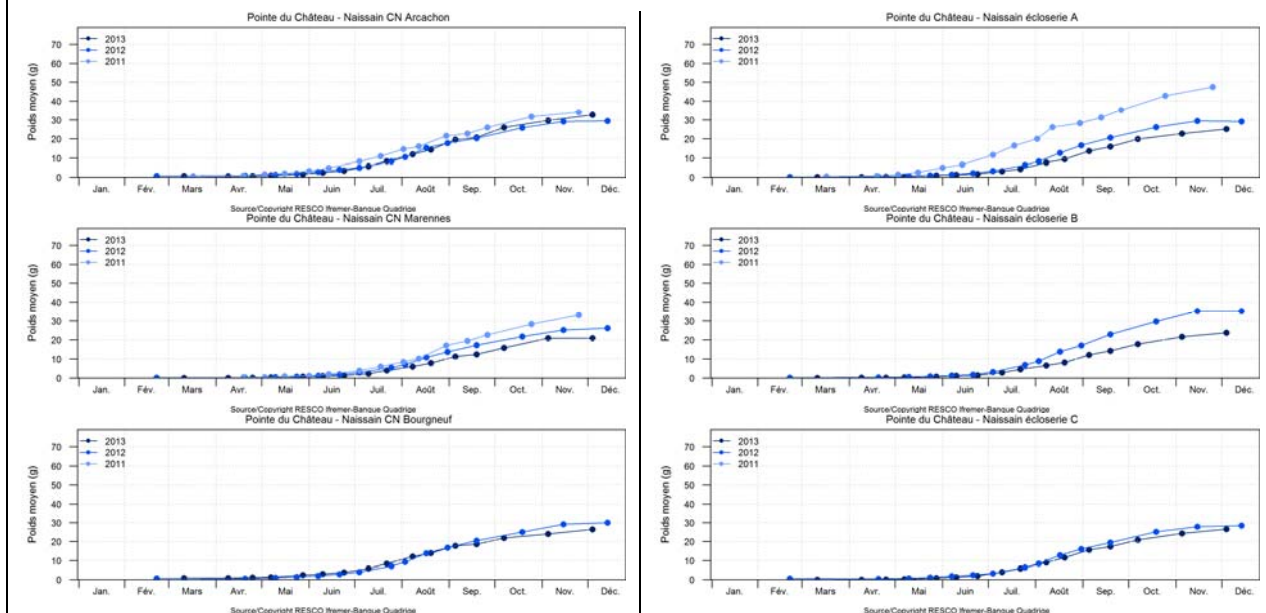 Pointe du Château - Naissain CN Arcachon
2013
2012
2011
Poids moyen (g)
70
60
50
40
30
20
10
0
Jan. Fév. Mars Avr. Mai Juin Juil. Août Sep. Oct. Nov. Déc.
Source/Copyright RESCO Ifremer-Banque Quadrige
Pointe du Château - Naissain CN Marennes
2013
2012
2011
Poids moyen (g)
70
60
50
40
30
20
10
0
Jan. Fév. Mars Avr. Mai Juin Juil. Août Sep. Oct. Nov. Déc.
Source/Copyright RESCO Ifremer-Banque Quadrige
Pointe du Château - Naissain CN Bourgneuf
2013
2012
2011
Poids moyen (g)
70
60
50
40
30
20
10
0
Jan. Fév. Mars Avr. Mai Juin Juil. Août Sep. Oct. Nov. Déc.
Source/Copyright RESCO Ifremer-Banque Quadrige
Pointe du Château - Naissain écloserie A
2013
2012
2011
Poids moyen (g)
70
60
50
40
30
20
10
0
Jan. Fév. Mars Avr. Mai Juin Juil. Août Sep. Oct. Nov. Déc.
Source/Copyright RESCO Ifremer-Banque Quadrige
Pointe du Château - Naissain écloserie B
2013
2012
2011
Poids moyen (g)
70
60
50
40
30
20
10
0
Jan. Fév. Mars Avr. Mai Juin Juil. Août Sep. Oct. Nov. Déc.
Source/Copyright RESCO Ifremer-Banque Quadrige
Pointe du Château - Naissain écloserie C
2013
2012
2011
Poids moyen (g)
70
60
50
40
30
20
10
0
Jan. Fév. Mars Avr. Mai Juin Juil. Août Sep. Oct. Nov. Déc.
Source/Copyright RESCO Ifremer-Banque Quadrige